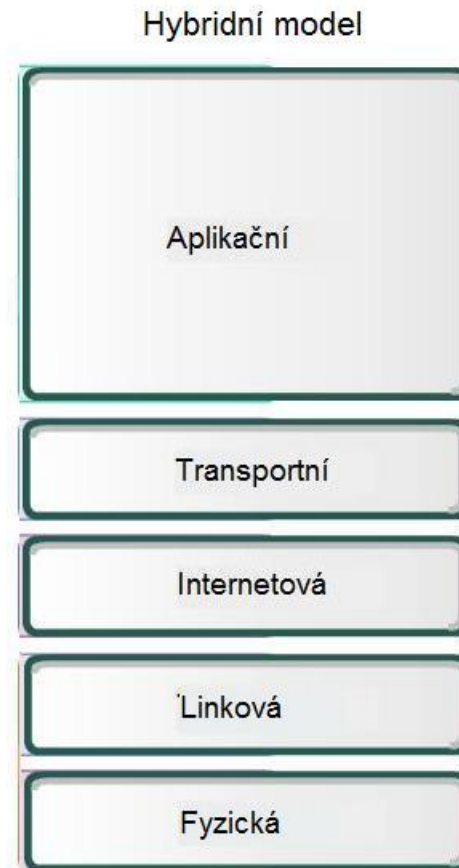 Hybridní model
Aplikační
Transportní
Internetová
Linková
Fyzická